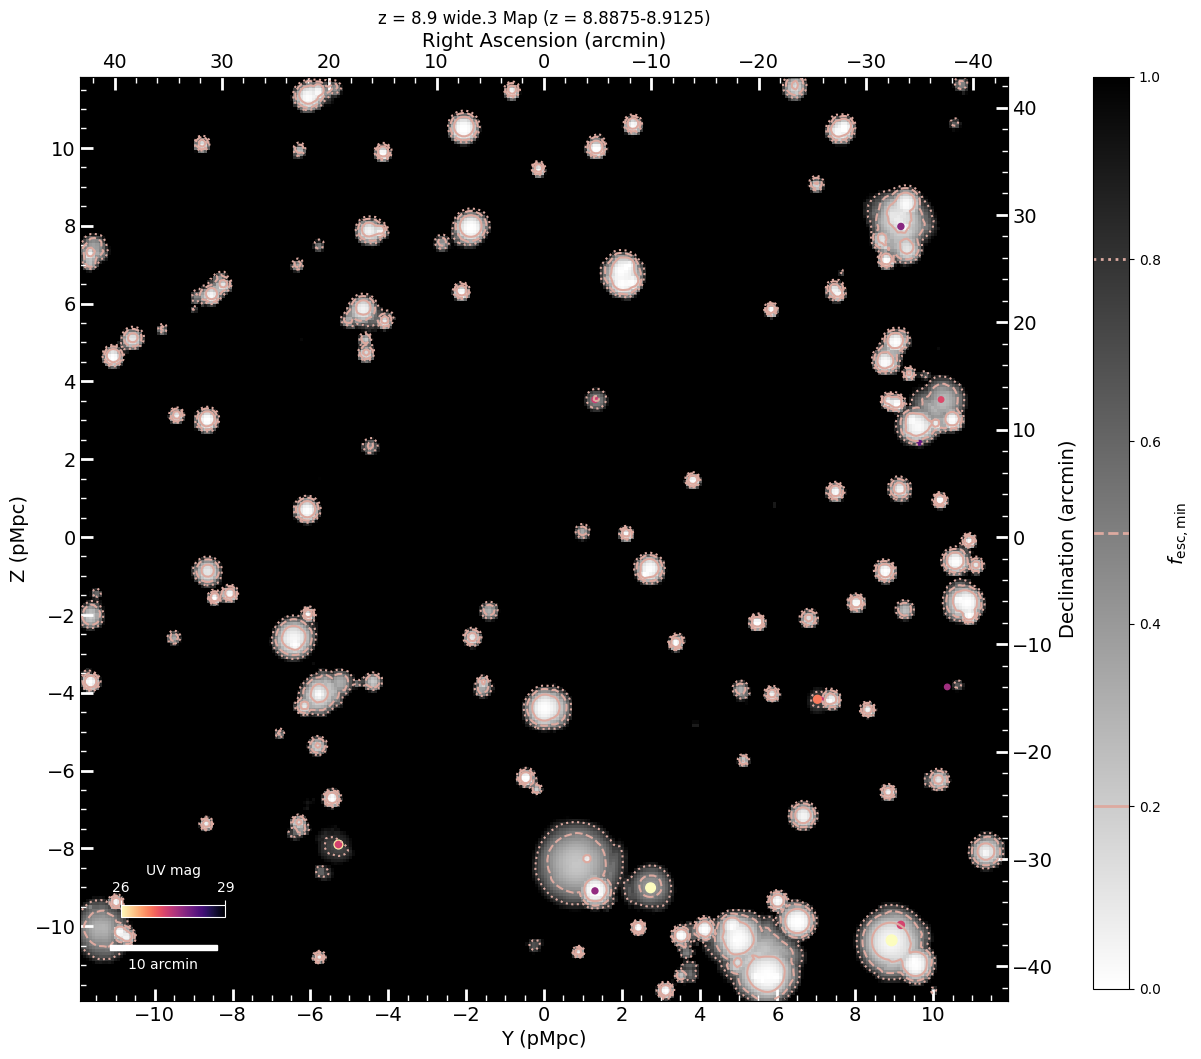 z = 8.9 wide.3 Map (z = 8.8875-8.9125)
Right Ascension (arcmin)
40 30 20 10 0 −10 −20 −30 −40
10
8
6
4
2
0
−2
−4
−6
−8
−10
Z (pMpc)
UV mag
26 29
10 arcmin
−10 −8 −6 −4 −2 0 2 4 6 8 10
Y (pMpc)
40
30
20
10
0
−10
−20
−30
−40
Declination (arcmin)
1.0
0.8
0.6
0.4
0.2
0.0
fesc, min